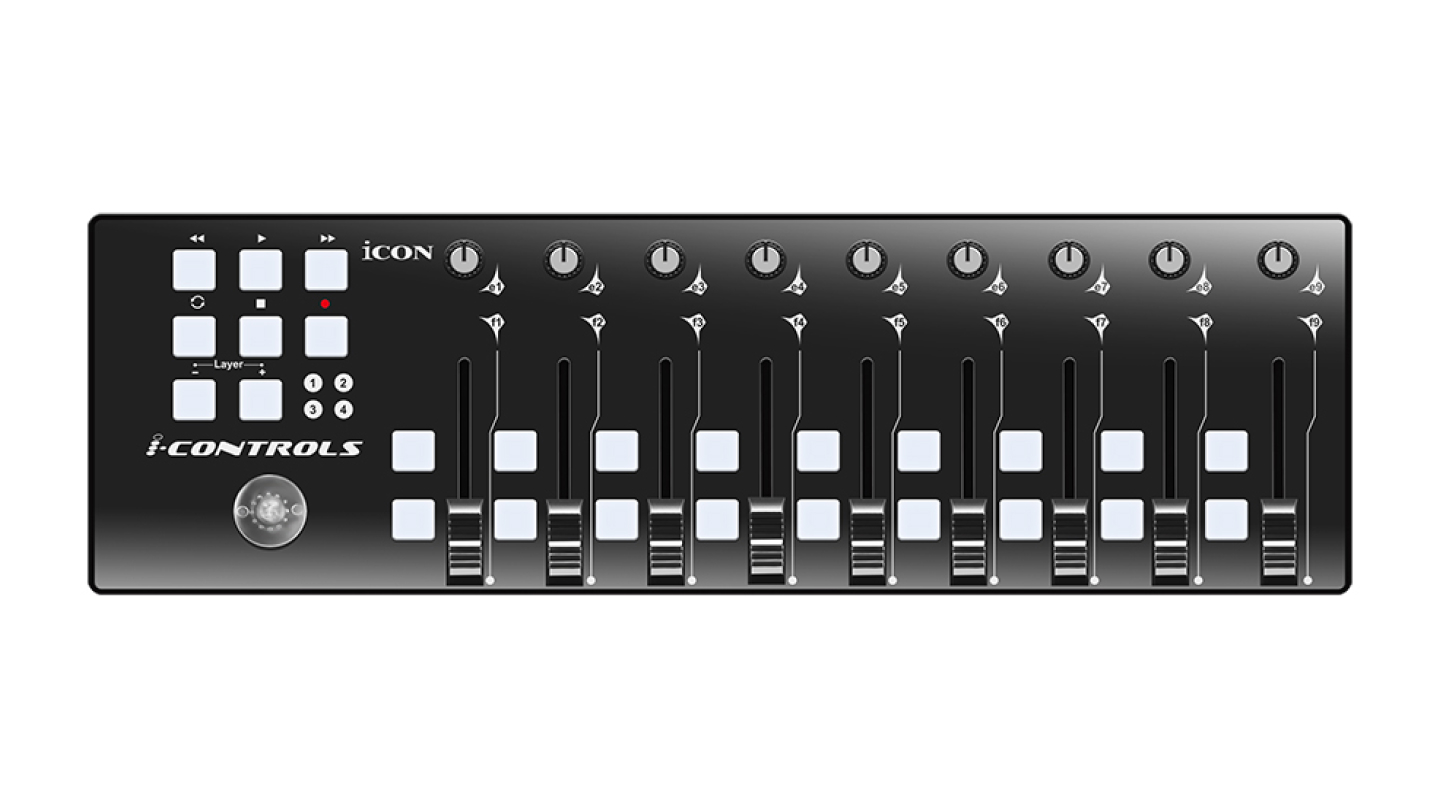 iCON
e1 e2 e3 e4 e5 e6 e7 e8 e9
f1 f2 f3 f4 f5 f6 f7 f8 f9
Layer
- +
1 2
3 4
i·CONTROLS